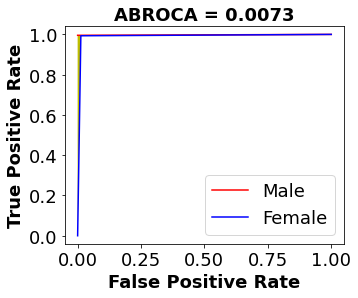 ABROCA = 0.0073
True Positive Rate
1.0
0.8
0.6
0.4
0.2
0.0
Male
Female
0.00 0.25 0.50 0.75 1.00
False Positive Rate